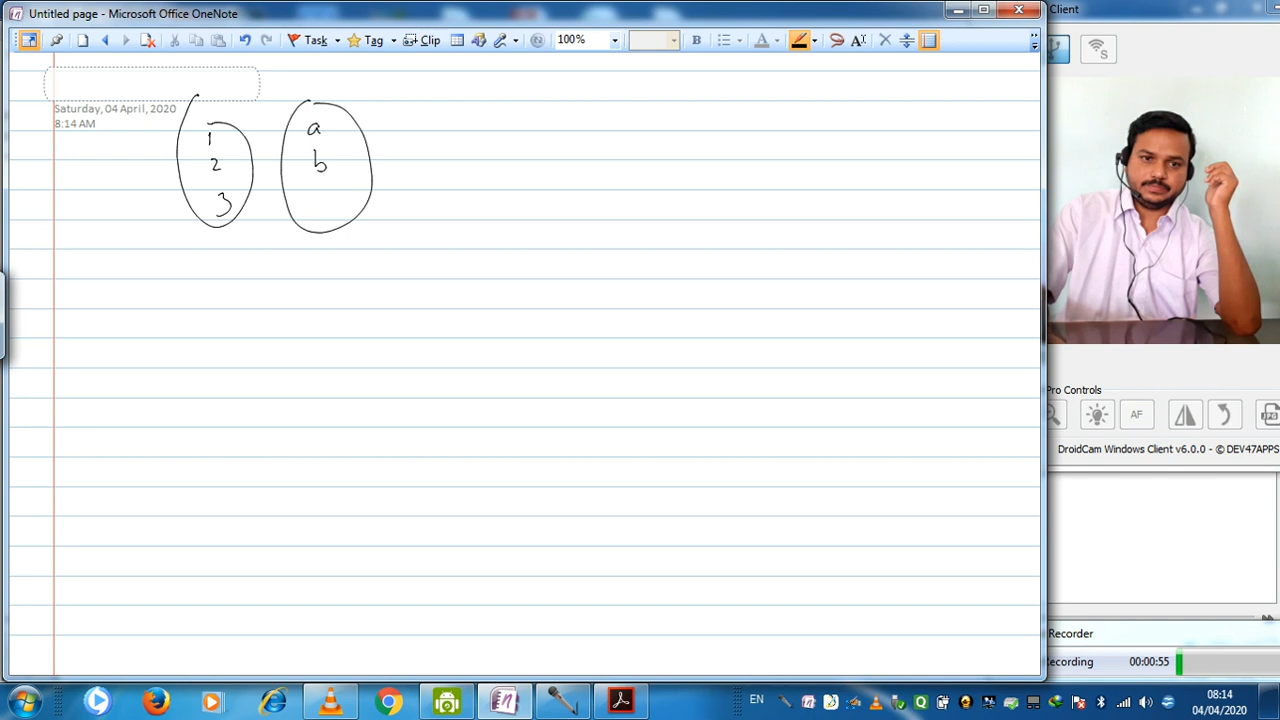 Untitled page - Microsoft Office OneNote
Client
Task
Tag
Clip
100%
B
A
A
S
Saturday, 04 April, 2020
8:14 AM
1
2
3
a
b
Pro Controls
AF
JPG
DroidCam Windows Client v6.0.0 - © DEV47APPS
Recorder
ecording 00:00:55
EN
08:14
04/04/2020